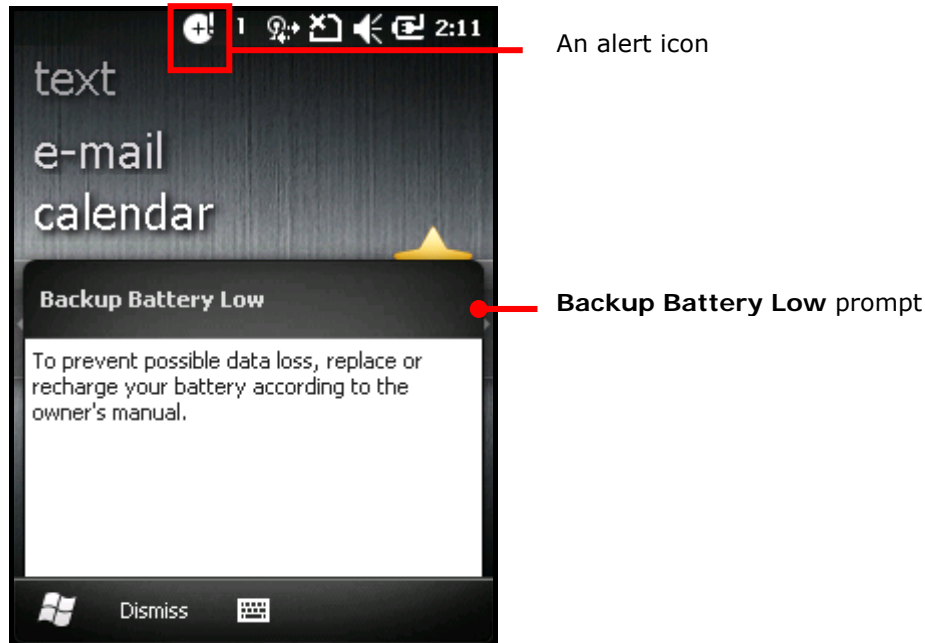 1 2:11
An alert icon
text
e-mail
calendar
Backup Battery Low
Backup Battery Low prompt
To prevent possible data loss, replace or
recharge your battery according to the
owner's manual.
Dismiss